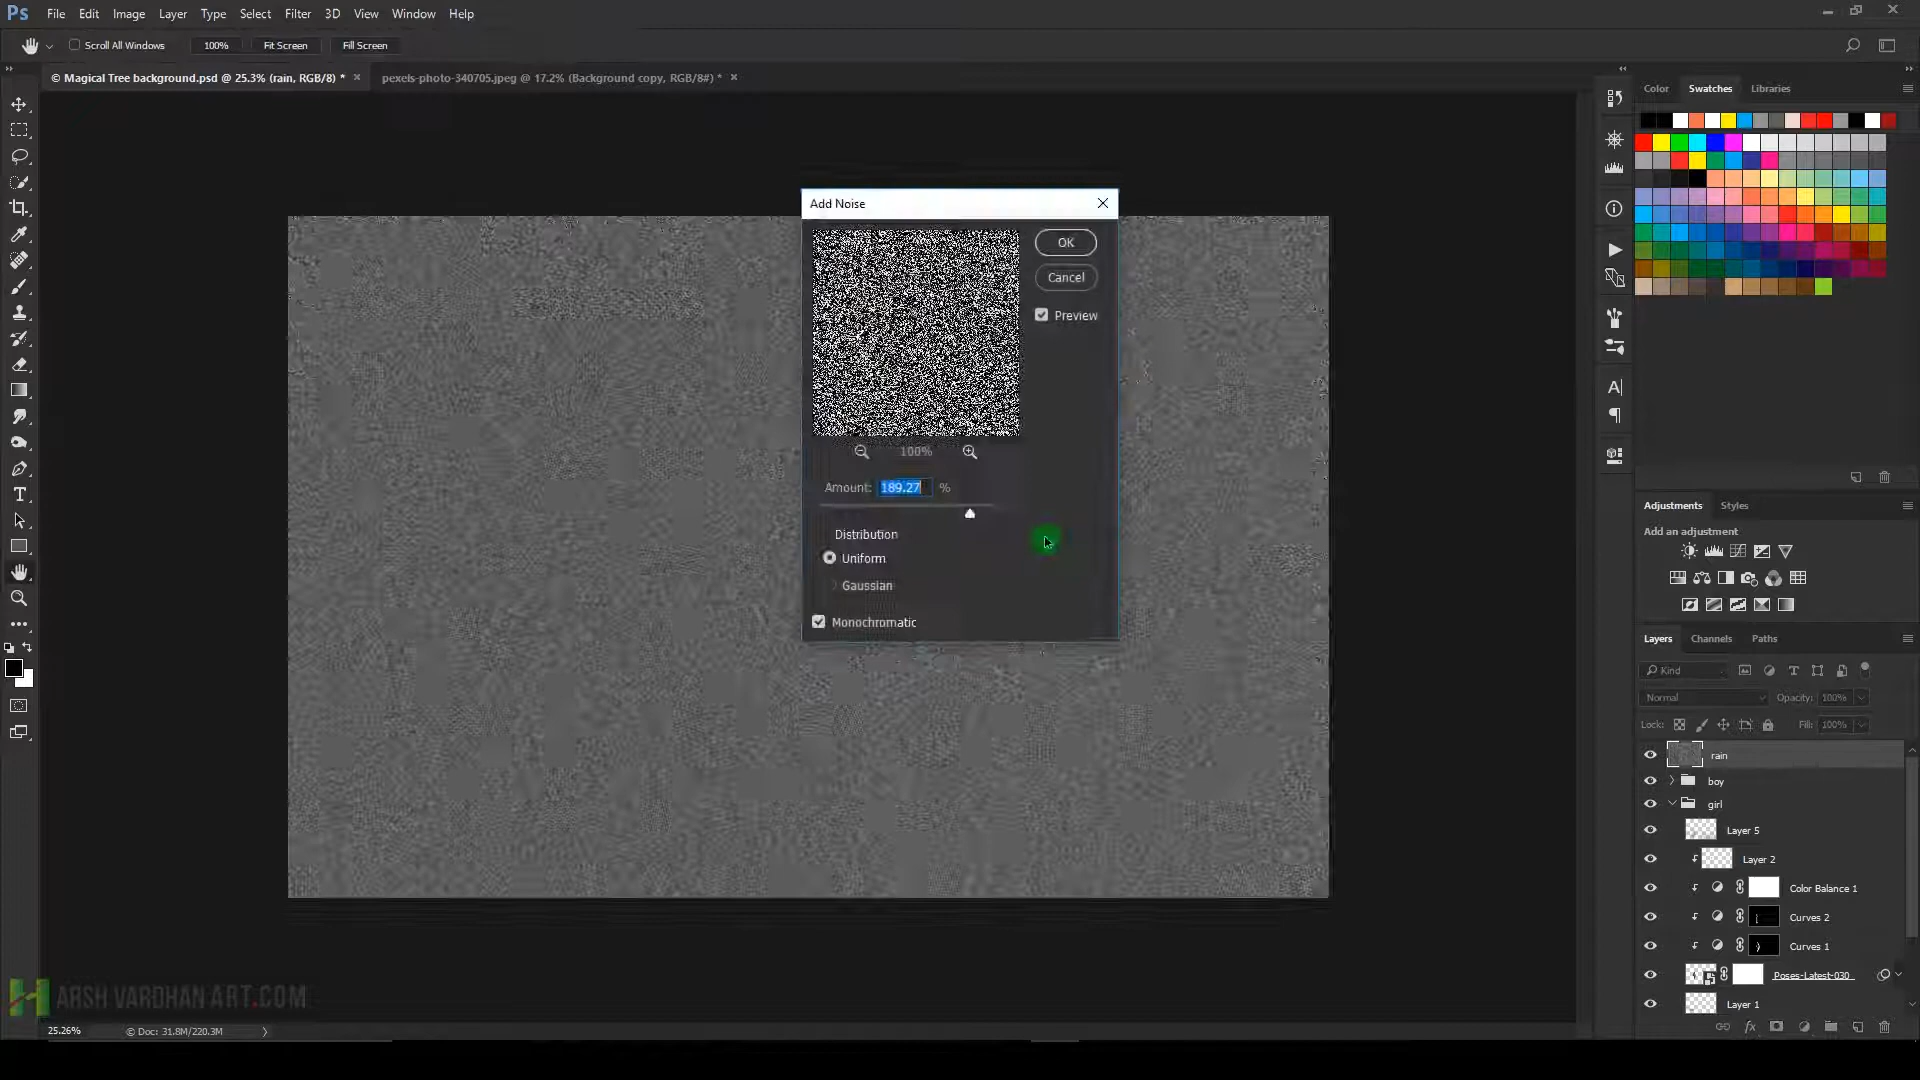 Ps File Edit Image Layer Type Select Filter 3D View Window Help
Scroll All Windows 100% Fit Screen Fill Screen
© Magical Tree background.psd @ 25.3% (rain, RGB/8) * × pexels-photo-340705.jpeg @ 17.2% (Background copy, RGB/8#) * ×
Color Swatches Libraries
Add Noise
OK
Cancel
Preview
100%
Amount: 189.27 %
Distribution
Uniform
Gaussian
Monochromatic
Adjustments Styles
Add an adjustment
Layers Channels Paths
Kind
Normal Opacity: 100%
Lock: Fill: 100%
rain
boy
girl
Layer 5
Layer 2
Color Balance 1
Curves 2
Curves 1
Poses-Latest-030
Layer 1
ARSH VARDHAN ART.COM
25.26% © Doc: 31.8M/220.3M